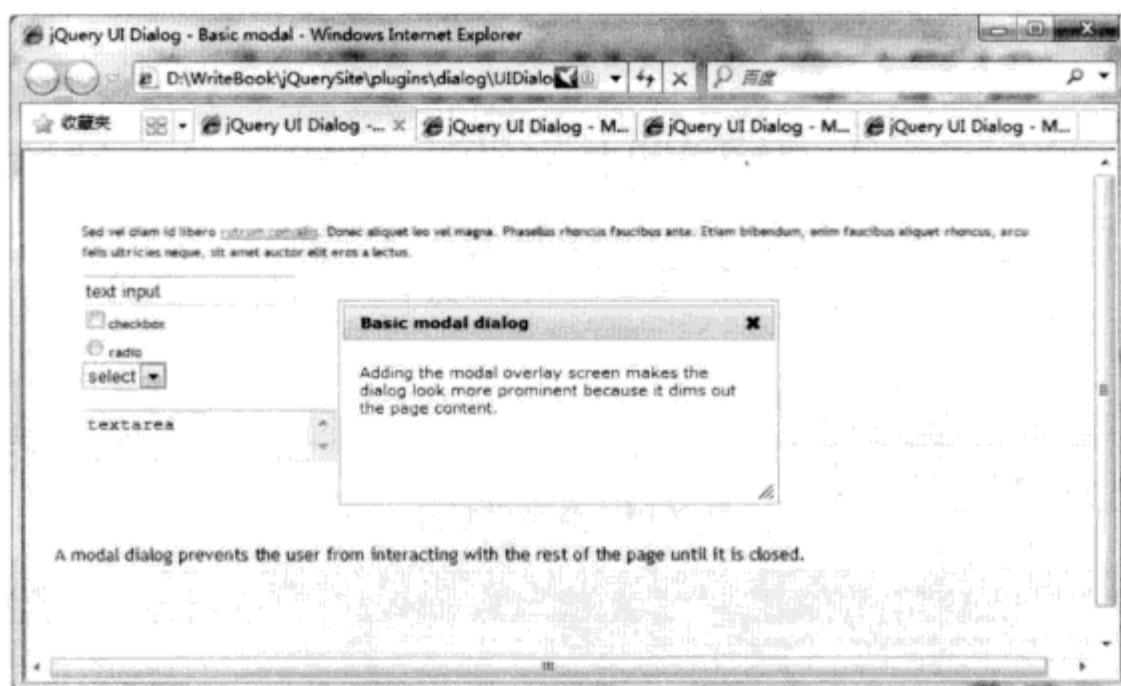 jQuery UI Dialog - Basic modal - Windows Internet Explorer
D:\WriteBook\jQuerySite\plugins\dialog\UIDialo
百度
收藏夹
jQuery UI Dialog -...
jQuery UI Dialog - M...
jQuery UI Dialog - M...
jQuery UI Dialog - M...
Sed vel diam id libero rutrum convallis. Donec aliquet leo vel magna. Phasellus rhoncus faucibus ante. Etiam bibendum, enim faucibus aliquet rhoncus, arcu
felis ultricies neque, sit amet auctor elit eros a lectus.
text input
checkbox
radio
select
textarea
Basic modal dialog
Adding the modal overlay screen makes the
dialog look more prominent because it dims out
the page content.
A modal dialog prevents the user from interacting with the rest of the page until it is closed.